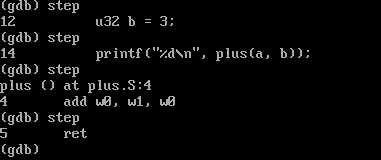 (gdb) step
12          u32 b = 3;
(gdb) step
14          printf("%d\n", plus(a, b));
(gdb) step
plus () at plus.S:4
4      add w0, w1, w0
(gdb) step
5      ret
(gdb)